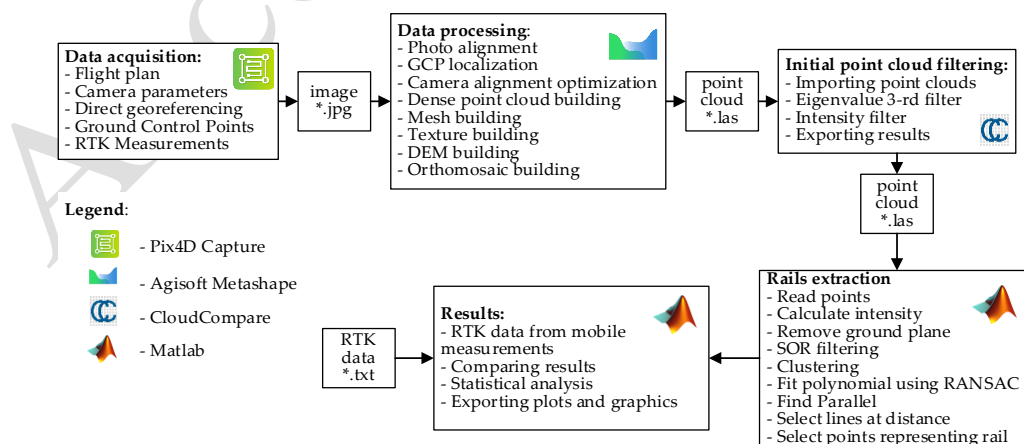 Data acquisition:
- Flight plan
- Camera parameters
- Direct georeferencing
- Ground Control Points
- RTK Measurements
image
*.jpg
Data processing:
- Photo alignment
- GCP localization
- Camera alignment optimization
- Dense point cloud building
- Mesh building
- Texture building
- DEM building
- Orthomosaic building
point
cloud
*.las
Initial point cloud filtering:
- Importing point clouds
- Eigenvalue 3-rd filter
- Intensity filter
- Exporting results
point
cloud
*.las
Rails extraction
- Read points
- Calculate intensity
- Remove ground plane
- SOR filtering
- Clustering
- Fit polynomial using RANSAC
- Find Parallel
- Select lines at distance
- Select points representing rail
Results:
- RTK data from mobile
measurements
- Comparing results
- Statistical analysis
- Exporting plots and graphics
RTK
data
*.txt
Legend:
- Pix4D Capture
- Agisoft Metashape
- CloudCompare
- Matlab